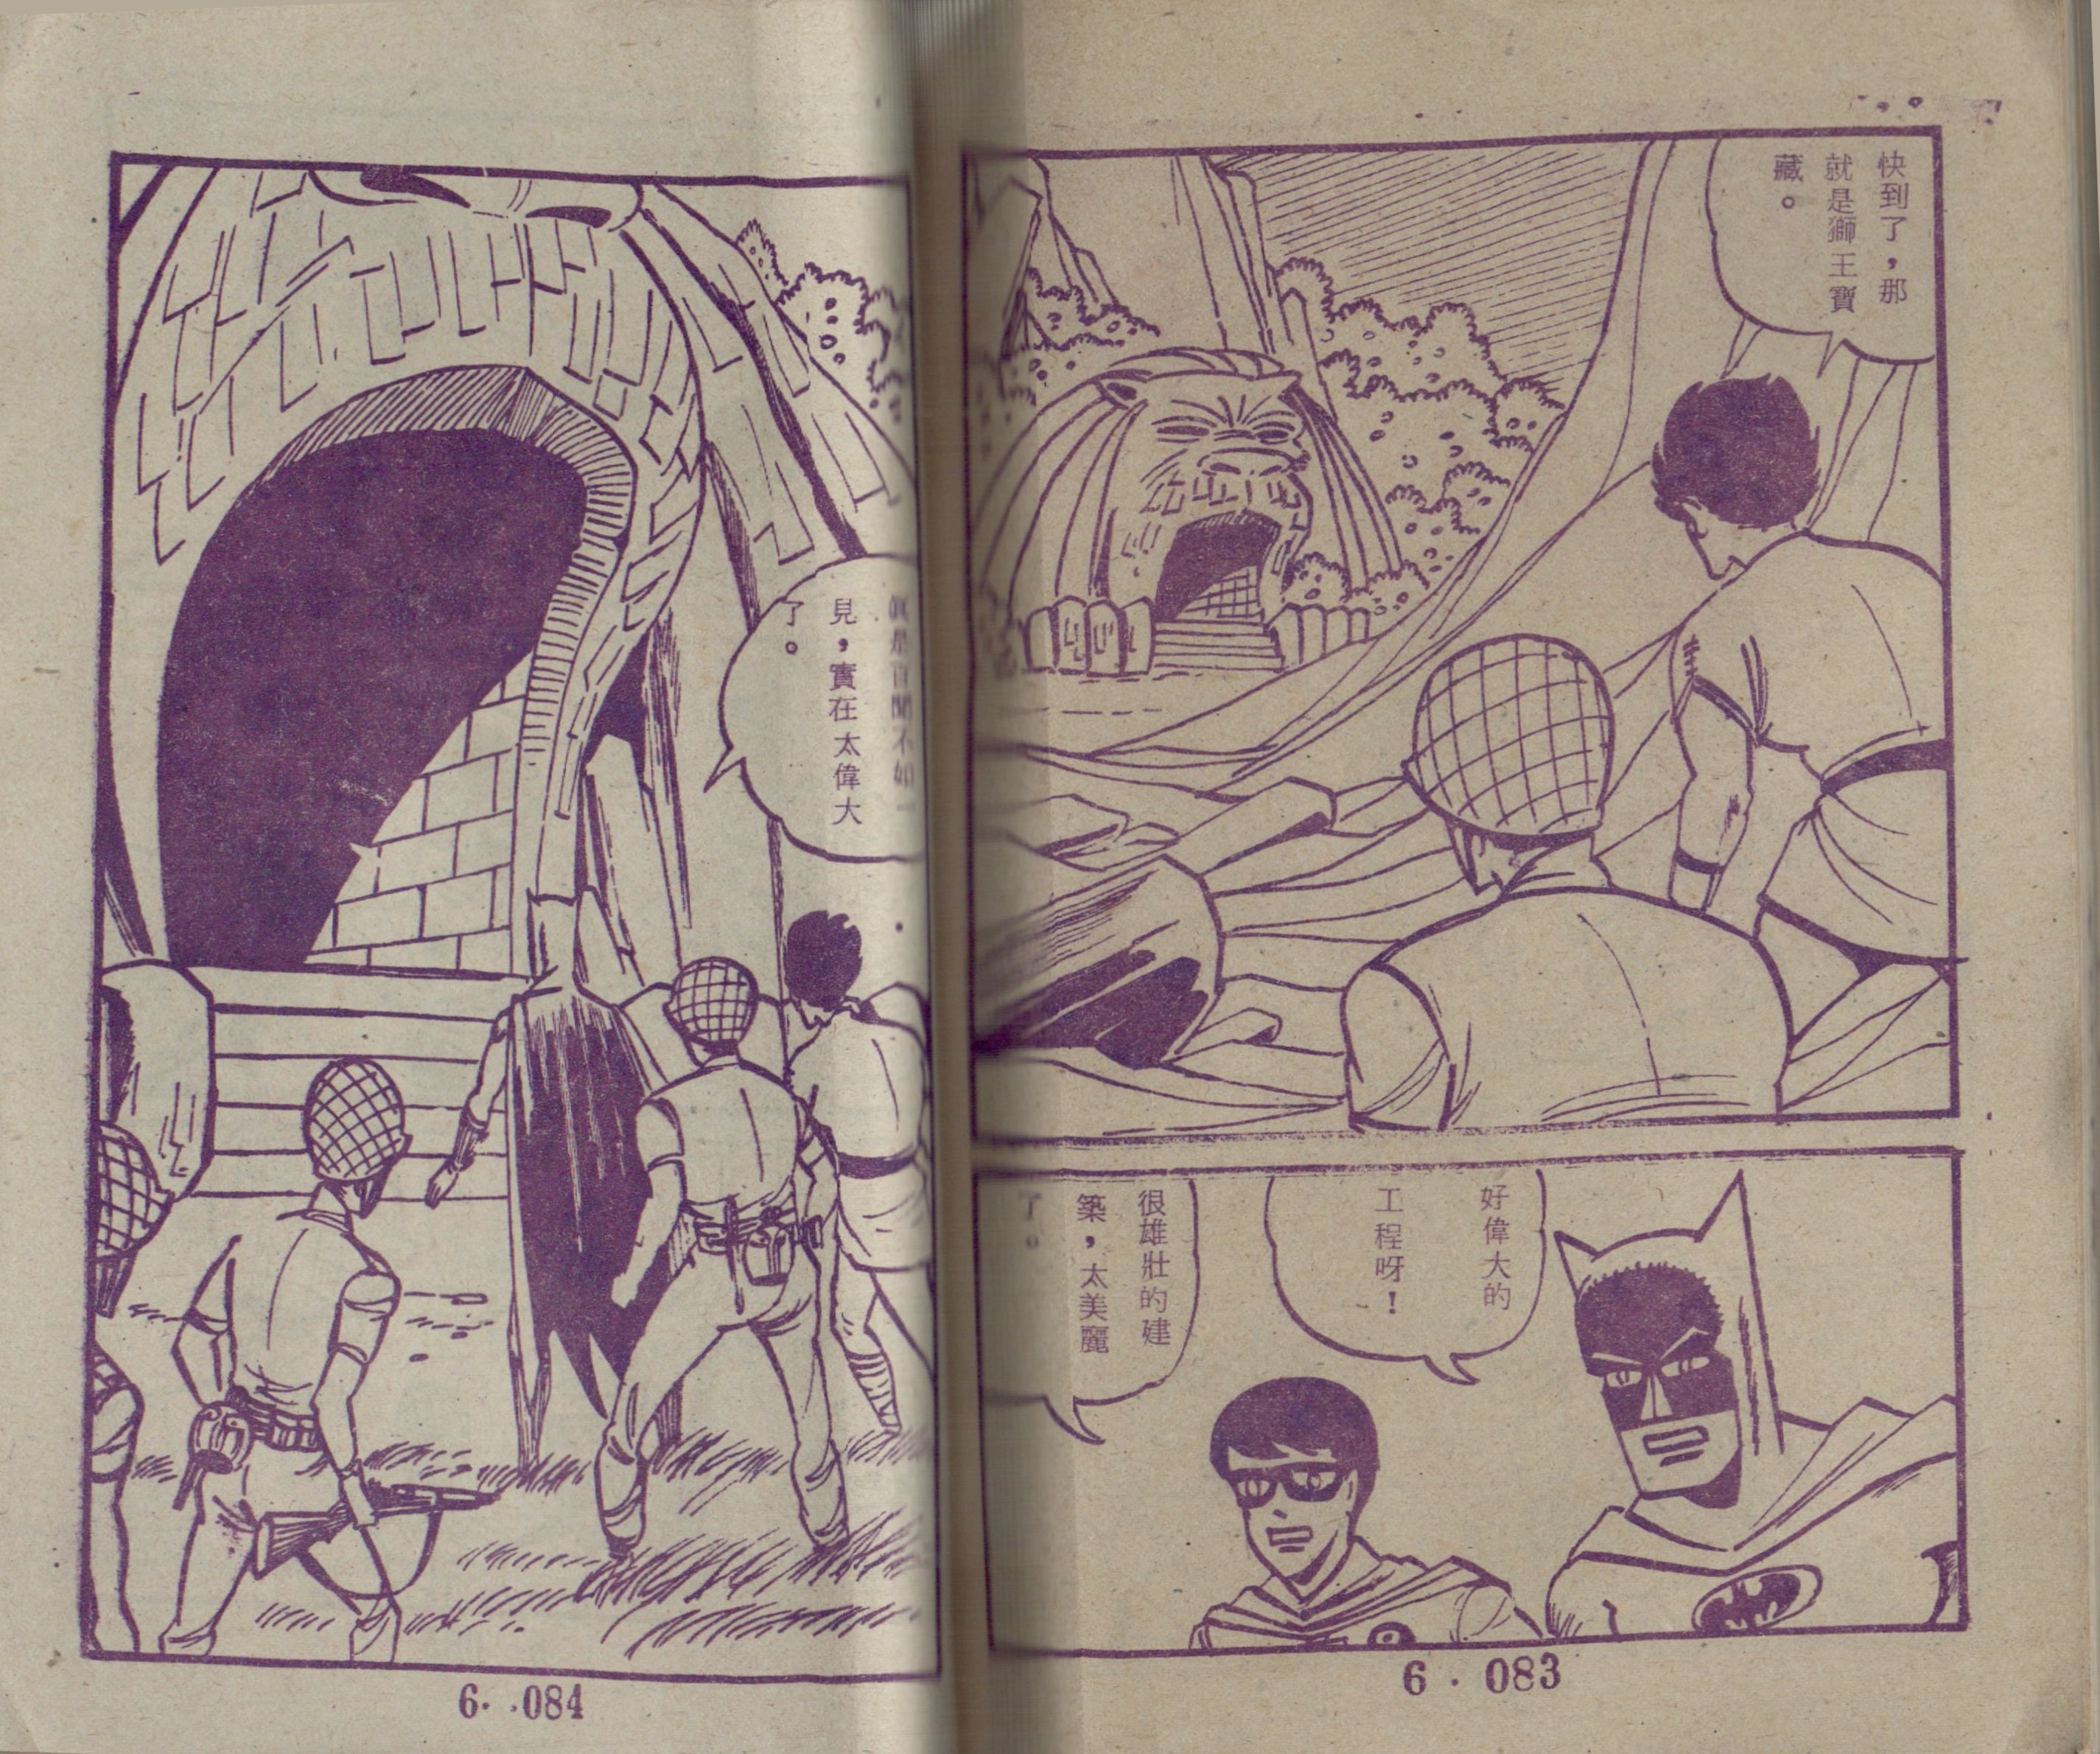 快到了，那
就是獅王寶
藏。
好偉大的
工程呀！
很雄壯的建
築，太美麗
了。
6·083
真是百聞不如一
見，實在太偉大
了。
6·084